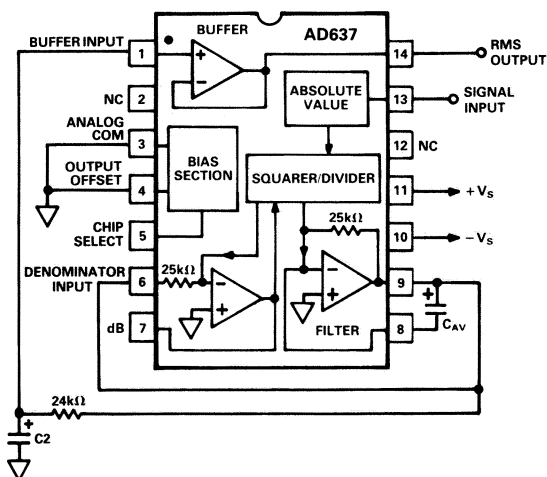 BUFFER
AD637
BUFFER INPUT
1
+
−
14
RMS
OUTPUT
NC
2
ABSOLUTE
VALUE
13
SIGNAL
INPUT
ANALOG
COM
3
BIAS
SECTION
12
NC
OUTPUT
OFFSET
4
SQUARER/DIVIDER
11
+VS
CHIP
SELECT
5
25kΩ
10
−VS
DENOMINATOR
INPUT
6
25kΩ
−
+
−
+
9
+
CAV
dB
7
FILTER
8
24kΩ
+
C2